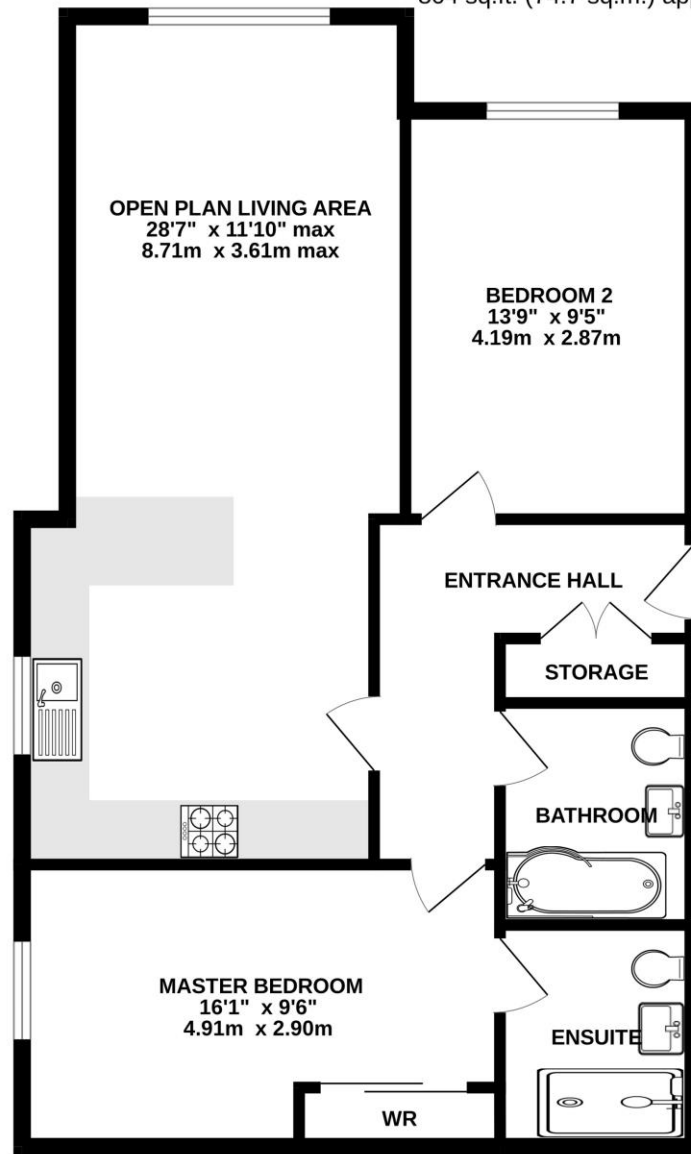 OPEN PLAN LIVING AREA
28'7" x 11'10" max
8.71m x 3.61m max
BEDROOM 2
13'9" x 9'5"
4.19m x 2.87m
ENTRANCE HALL
STORAGE
BATHROOM
MASTER BEDROOM
16'1" x 9'6"
4.91m x 2.90m
ENSUITE
WR